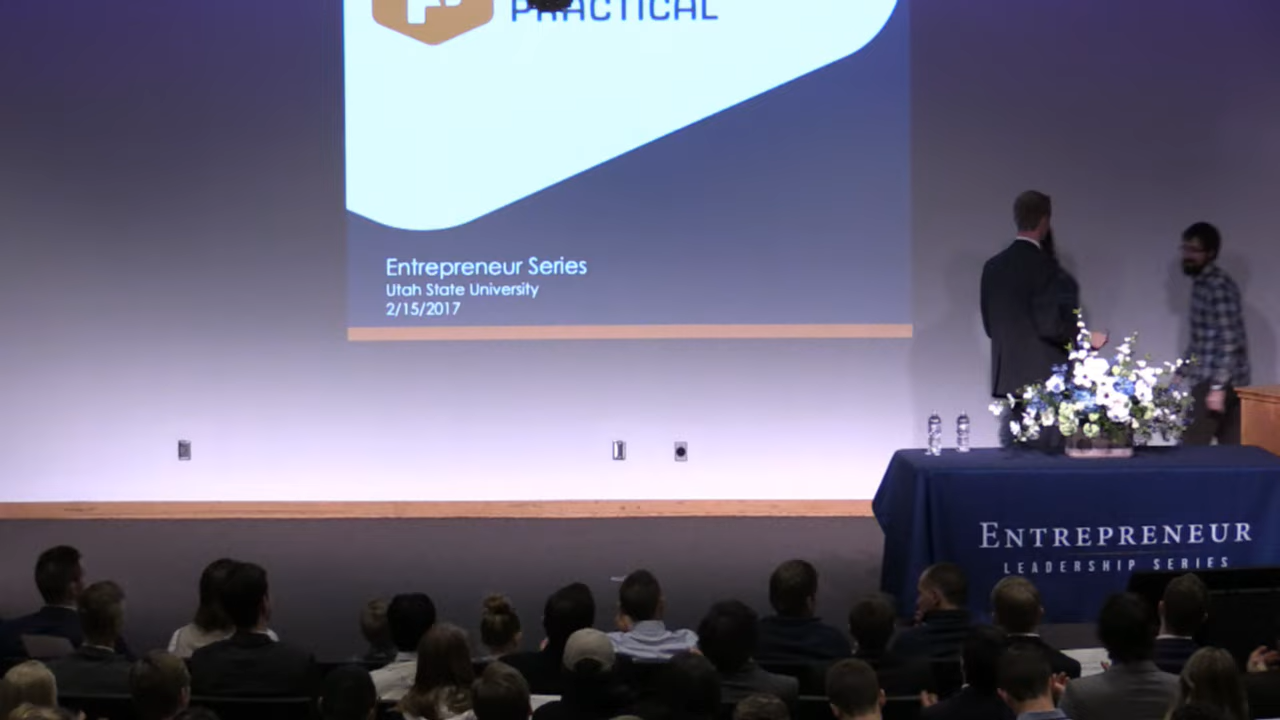 PRACTICAL
Entrepreneur Series
Utah State University
2/15/2017
ENTREPRENEUR
LEADERSHIP SERIES